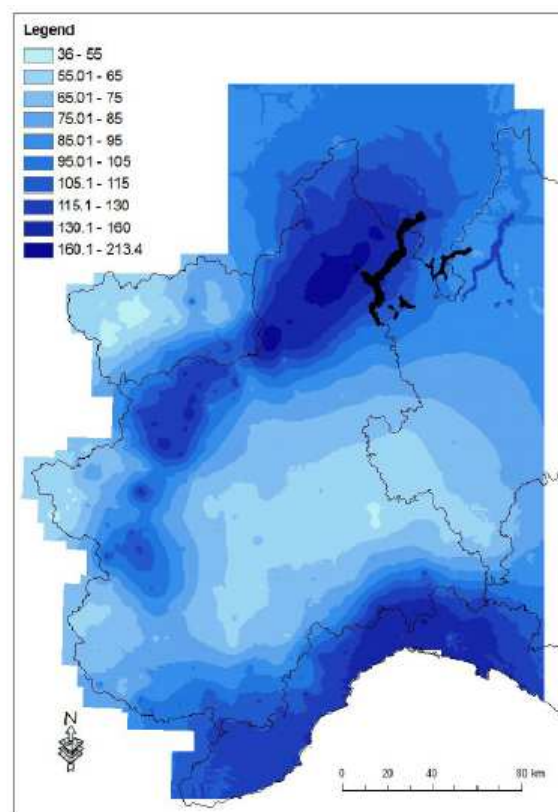 Legend
36 - 55
55.01 - 65
65.01 - 75
75.01 - 85
85.01 - 95
95.01 - 105
105.1 - 115
115.1 - 130
130.1 - 160
160.1 - 213.4
N
0 20 40 80 km